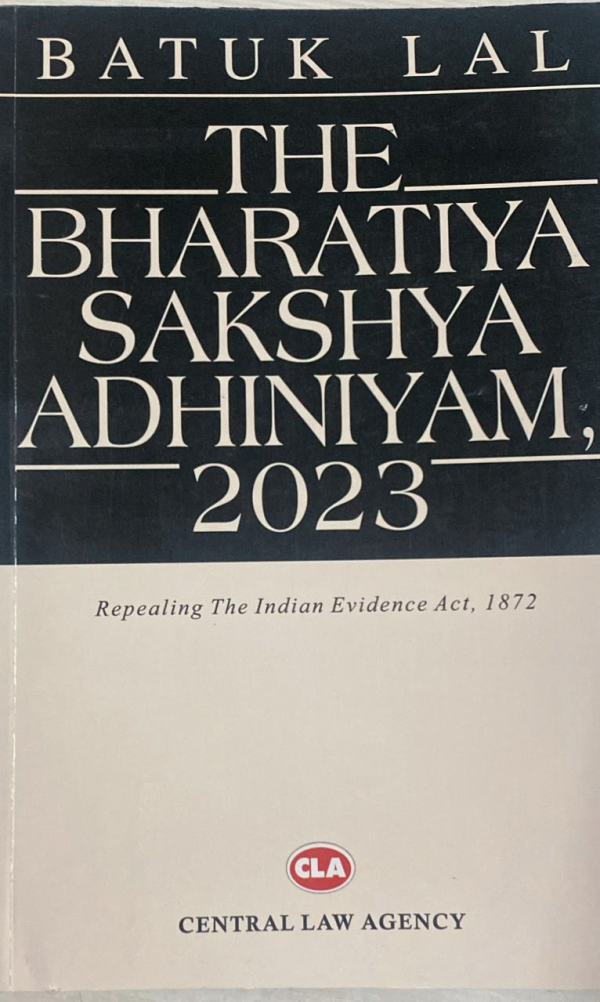 BATUK LAL
THE
BHARATIYA
SAKSHYA
ADHINIYAM,
2023
Repealing The Indian Evidence Act, 1872
CLA
CENTRAL LAW AGENCY